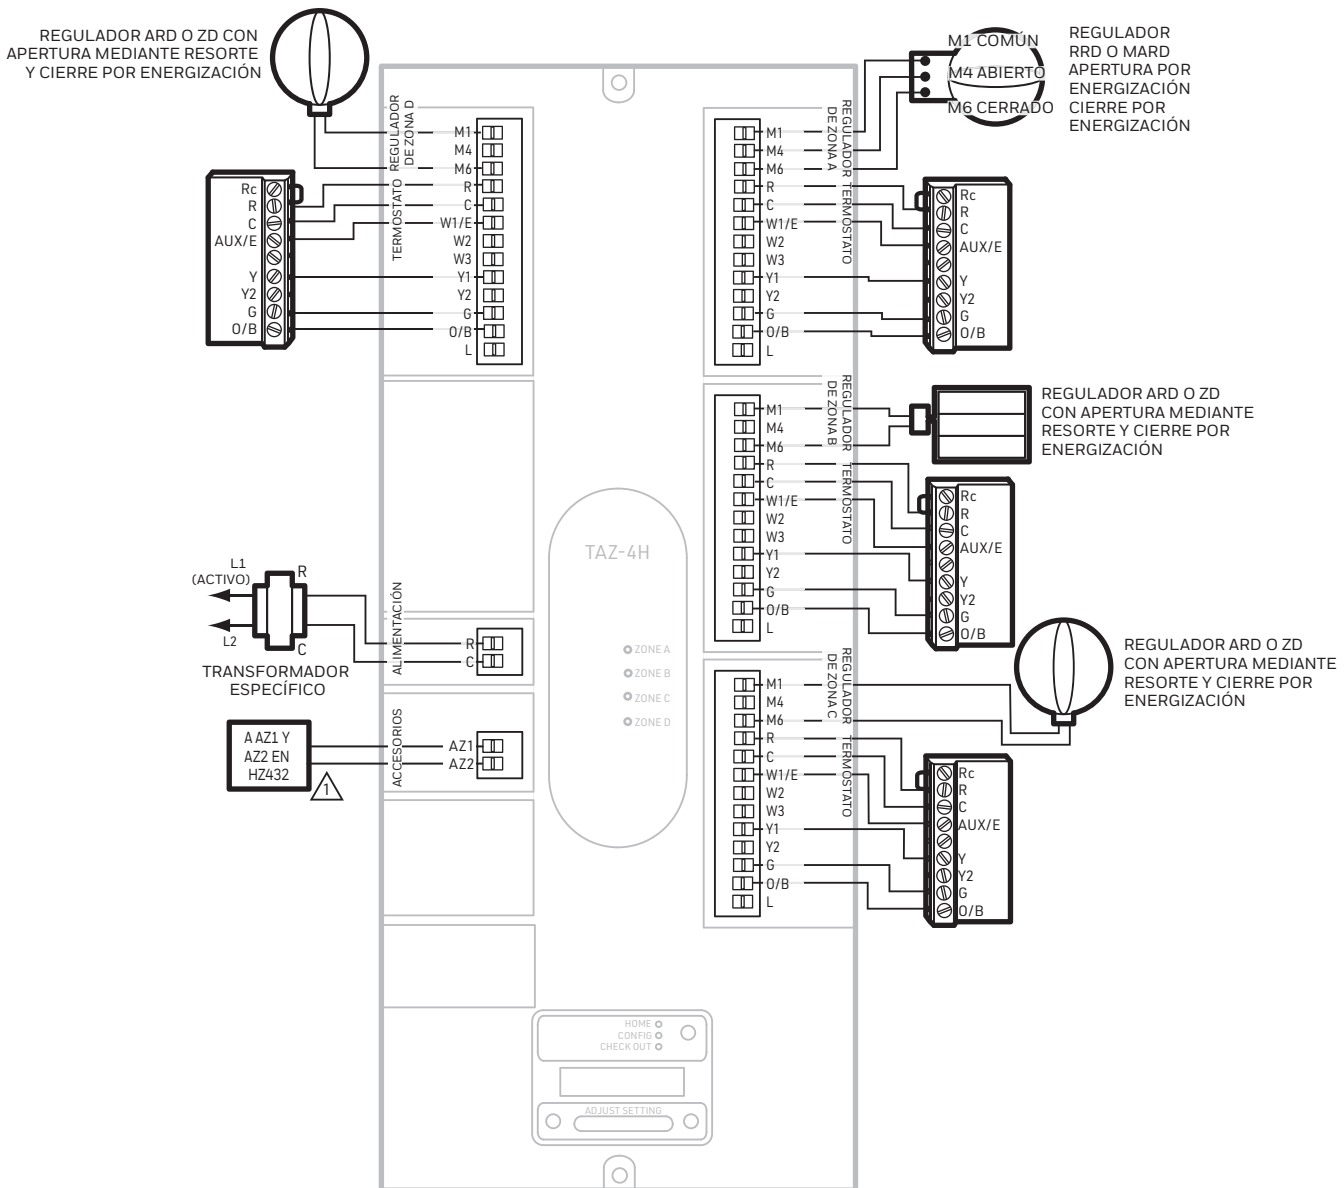 REGULADOR ARD O ZD CON
APERTURA MEDIANTE RESORTE
Y CIERRE POR ENERGIZACIÓN
REGULADOR
DE ZONA D
TERMOSTATO
M1
M4
M6
R
C
W1/E
W2
W3
Y1
Y2
G
O/B
L
Rc
R
C
AUX/E
Y
Y2
G
O/B
L1
(ACTIVO)
L2
R
C
TRANSFORMADOR
ESPECÍFICO
ALIMENTACIÓN
R
C
A AZ1 Y
AZ2 EN
HZ432
1
ACCESORIOS
AZ1
AZ2
TAZ-4H
ZONE A
ZONE B
ZONE C
ZONE D
HOME
CONFIG
CHECK OUT
ADJUST SETTING
M1
M4
M6
R
C
W1/E
W2
W3
Y1
Y2
G
O/B
L
REGULADOR
DE ZONA A
TERMOSTATO
M1 COMÚN
M4 ABIERTO
M6 CERRADO
REGULADOR
RRD O MARD
APERTURA POR
ENERGIZACIÓN
CIERRE POR
ENERGIZACIÓN
Rc
R
C
AUX/E
Y
Y2
G
O/B
M1
M4
M6
R
C
W1/E
W2
W3
Y1
Y2
G
O/B
L
REGULADOR
DE ZONA B
TERMOSTATO
REGULADOR ARD O ZD
CON APERTURA MEDIANTE
RESORTE Y CIERRE POR
ENERGIZACIÓN
Rc
R
C
AUX/E
Y
Y2
G
O/B
M1
M4
M6
R
C
W1/E
W2
W3
Y1
Y2
G
O/B
L
REGULADOR
DE ZONA C
TERMOSTATO
REGULADOR ARD O ZD
CON APERTURA MEDIANTE
RESORTE Y CIERRE POR
ENERGIZACIÓN
Rc
R
C
AUX/E
Y
Y2
G
O/B